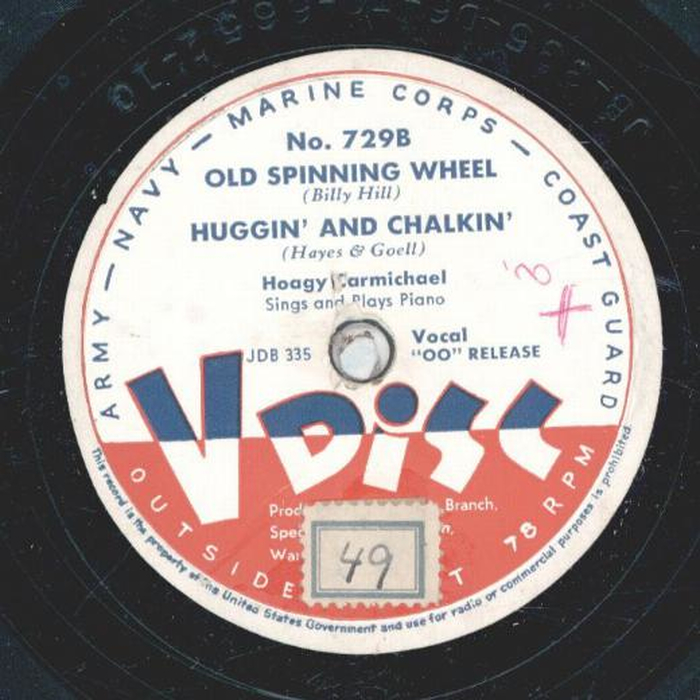 ARMY — NAVY — MARINE CORPS — COAST GUARD
No. 729B
OLD SPINNING WHEEL
(Billy Hill)
HUGGIN' AND CHALKIN'
(Hayes & Goell)
Hoagy Carmichael
Sings and Plays Piano
JDB 335
Vocal
"OO" RELEASE
V DISC
Branch.
49
OUTSIDE
78 RPM
This record is the property of the United States Government and use for radio or commercial purposes is prohibited.